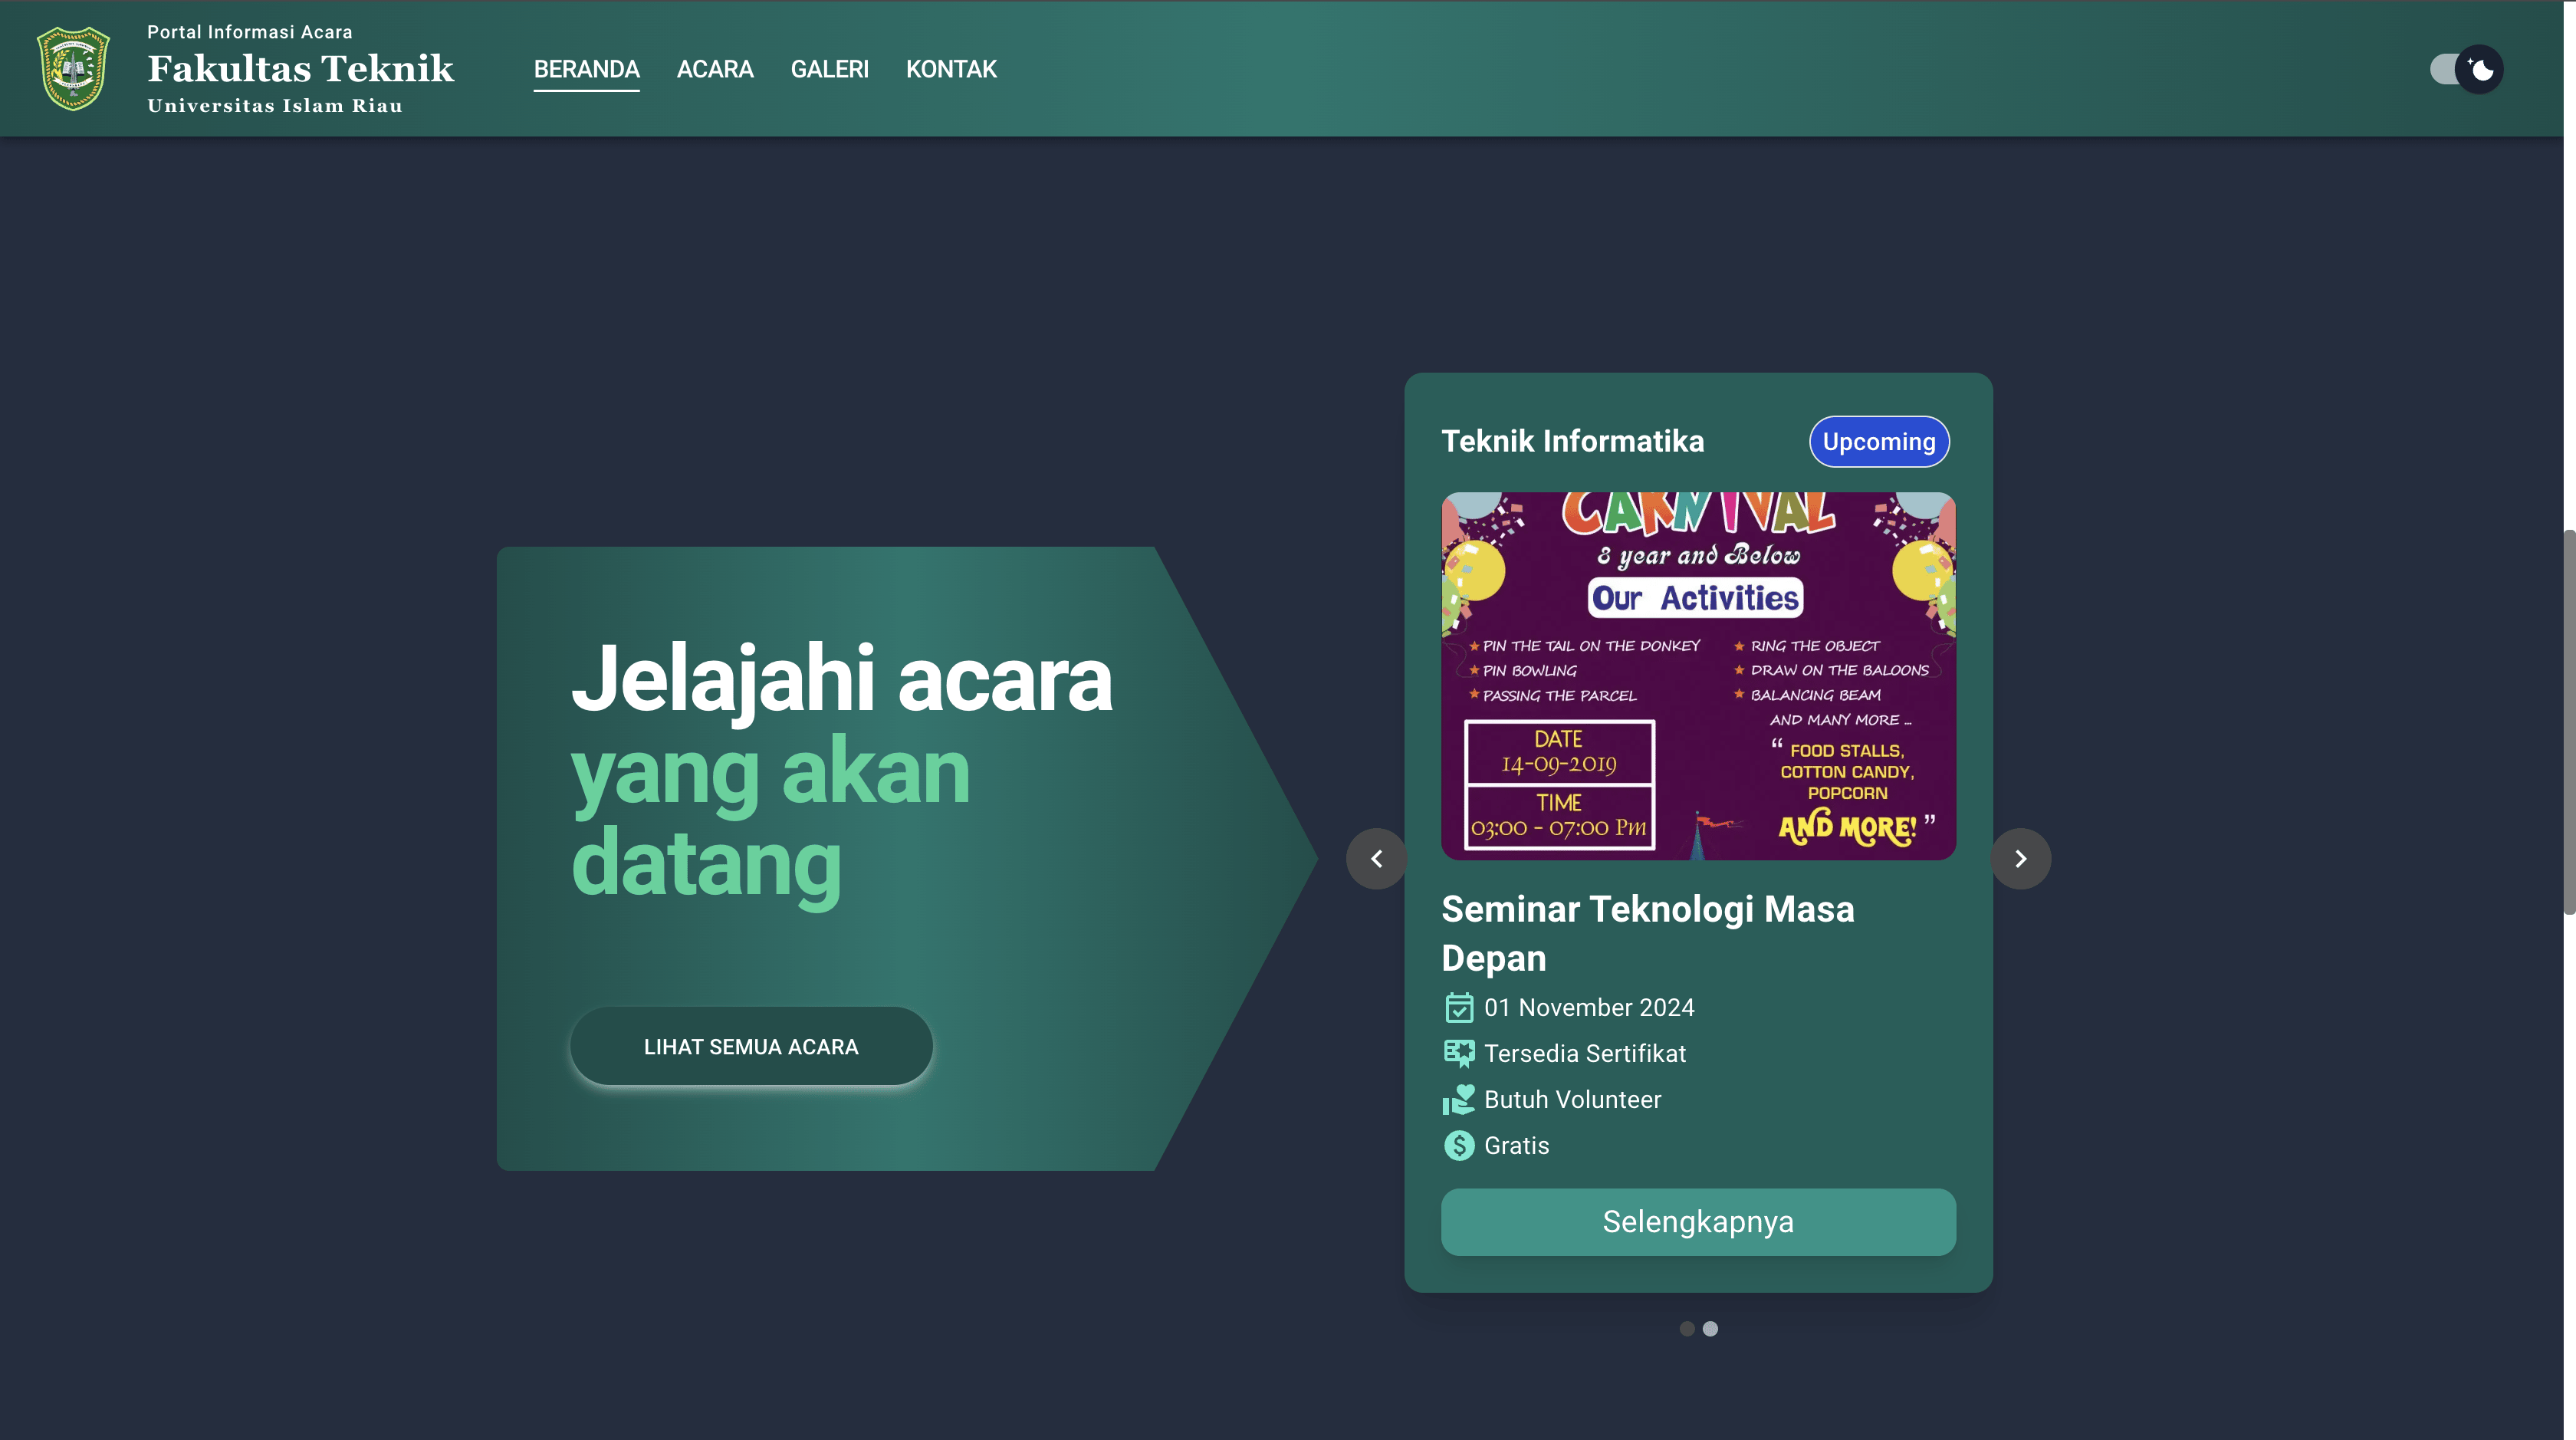 Portal Informasi Acara
Fakultas Teknik
Universitas Islam Riau
BERANDA ACARA GALERI KONTAK
Jelajahi acara
yang akan
datang
LIHAT SEMUA ACARA
Teknik Informatika
Upcoming
CARNIVAL
8 year and Below
Our Activities
PIN THE TAIL ON THE DONKEY
PIN BOWLING
PASSING THE PARCEL
RING THE OBJECT
DRAW ON THE BALOONS
BALANCING BEAM
AND MANY MORE ...
DATE
14-09-2019
TIME
03:00 - 07:00 Pm
“ FOOD STALLS,
COTTON CANDY,
POPCORN
AND MORE! ”
Seminar Teknologi Masa
Depan
01 November 2024
Tersedia Sertifikat
Butuh Volunteer
Gratis
Selengkapnya